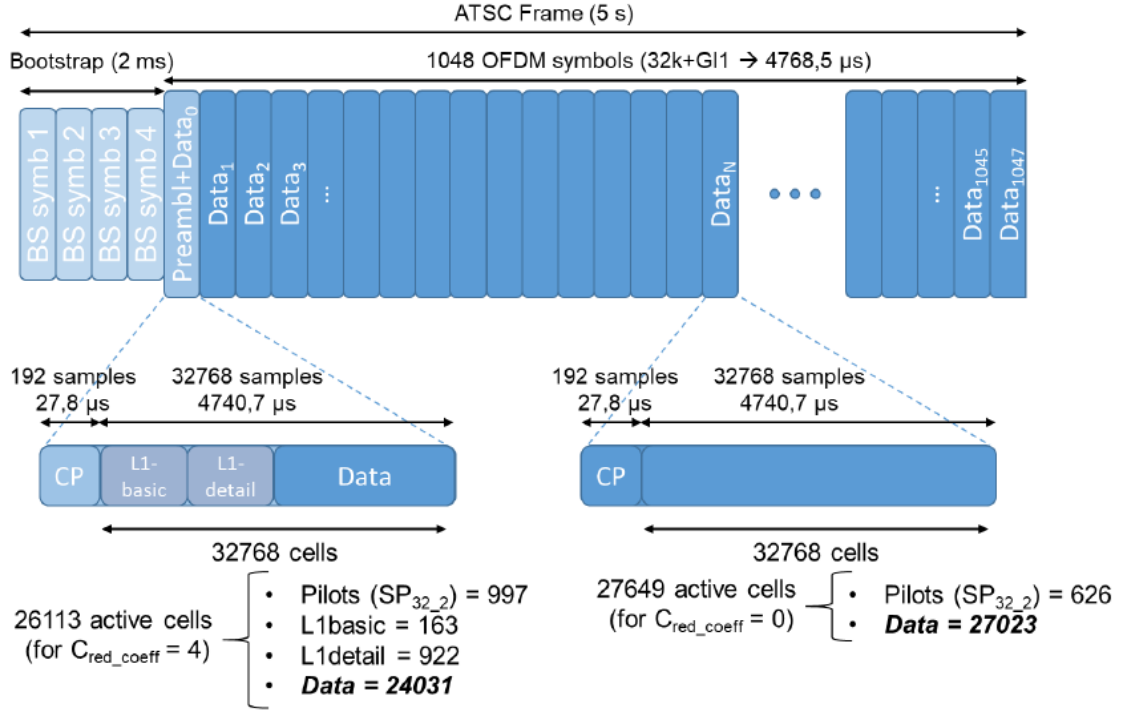 ATSC Frame (5 s)
Bootstrap (2 ms)
1048 OFDM symbols (32k+GI1 → 4768,5 µs)
BS symb 1
BS symb 2
BS symb 3
BS symb 4
Preambl+Data0
Data1
Data2
Data3
...
DataN
...
Data1045
Data1047
192 samples
27,8 µs
32768 samples
4740,7 µs
192 samples
27,8 µs
32768 samples
4740,7 µs
CP
L1-
basic
L1-
detail
Data
CP
32768 cells
32768 cells
26113 active cells
(for Cred_coeff = 4)
• Pilots (SP32_2) = 997
• L1basic = 163
• L1detail = 922
• Data = 24031
27649 active cells
(for Cred_coeff = 0)
• Pilots (SP32_2) = 626
• Data = 27023